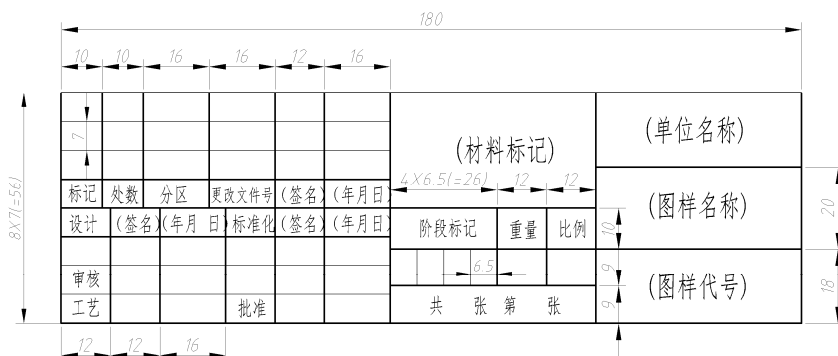 180
10 10 16 16 12 16
(单位名称)
7
(材料标记)
4×6.5(=26) 12 12
8×7(=56)
标记 处数 分区 更改文件号 (签名) (年月日)
(图样名称)
20
设计 (签名) (年月日) 标准化 (签名) (年月日)
阶段标记 重量 比例
10
6.5
9
审核
(图样代号)
18
工艺 批准
共 张 第 张
9
12 12 16